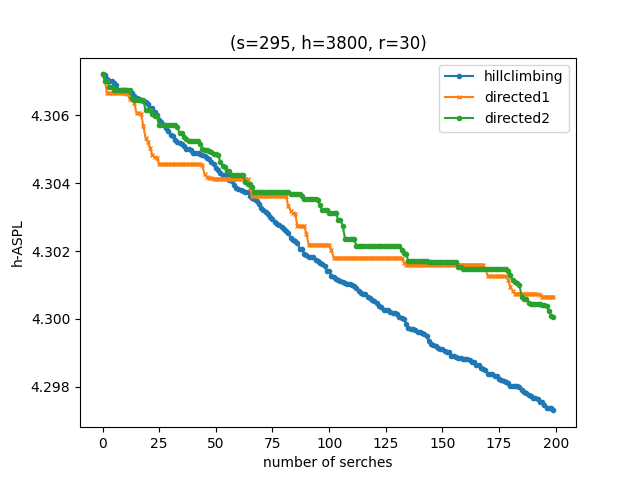 (s=295, h=3800, r=30)
hillclimbing
directed1
directed2
h-ASPL
4.306
4.304
4.302
4.300
4.298
0 25 50 75 100 125 150 175 200
number of serches